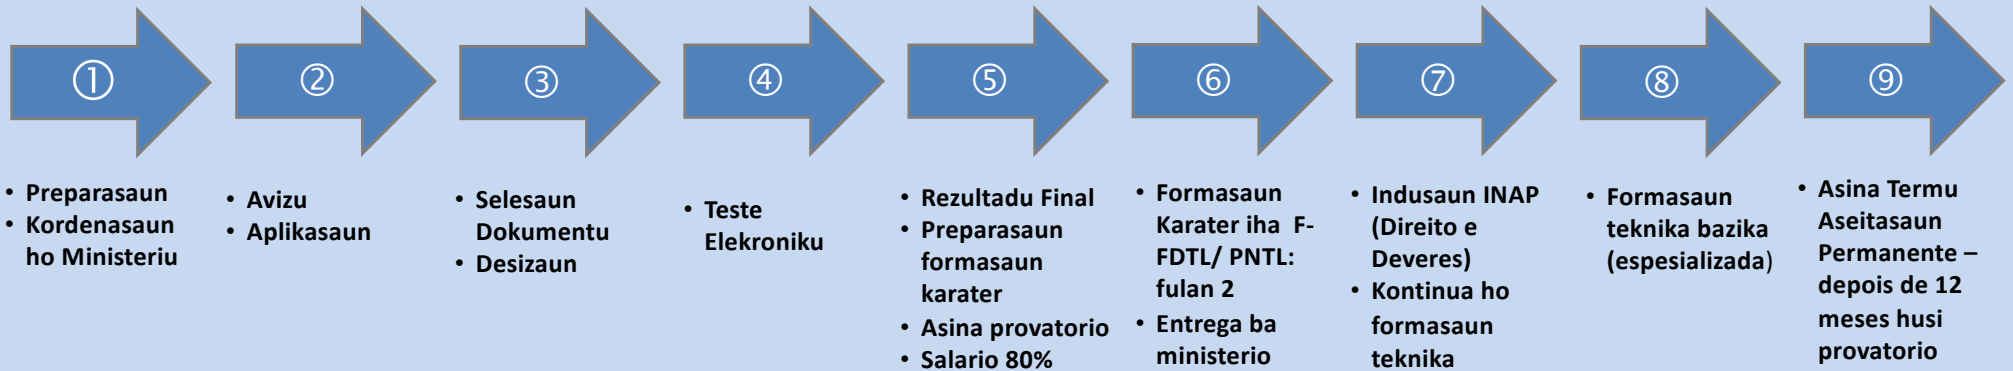 ①
• Preparasaun
• Kordenasaun
ho Ministeriu
②
• Avizu
• Aplikasaun
③
• Selesaun
Dokumentu
• Desizaun
④
• Teste
Elekroniku
⑤
• Rezultadu Final
• Preparasaun
formasaun
karater
• Asina provatorio
• Salario 80%
⑥
• Formasaun
Karater iha F-
FDTL/ PNTL:
fulan 2
• Entrega ba
ministerio
⑦
• Indusaun INAP
(Direito e
Deveres)
• Kontinua ho
formasaun
teknika
⑧
• Formasaun
teknika bazika
(espesializada)
⑨
• Asina Termu
Aseitasaun
Permanente –
depois de 12
meses husi
provatorio